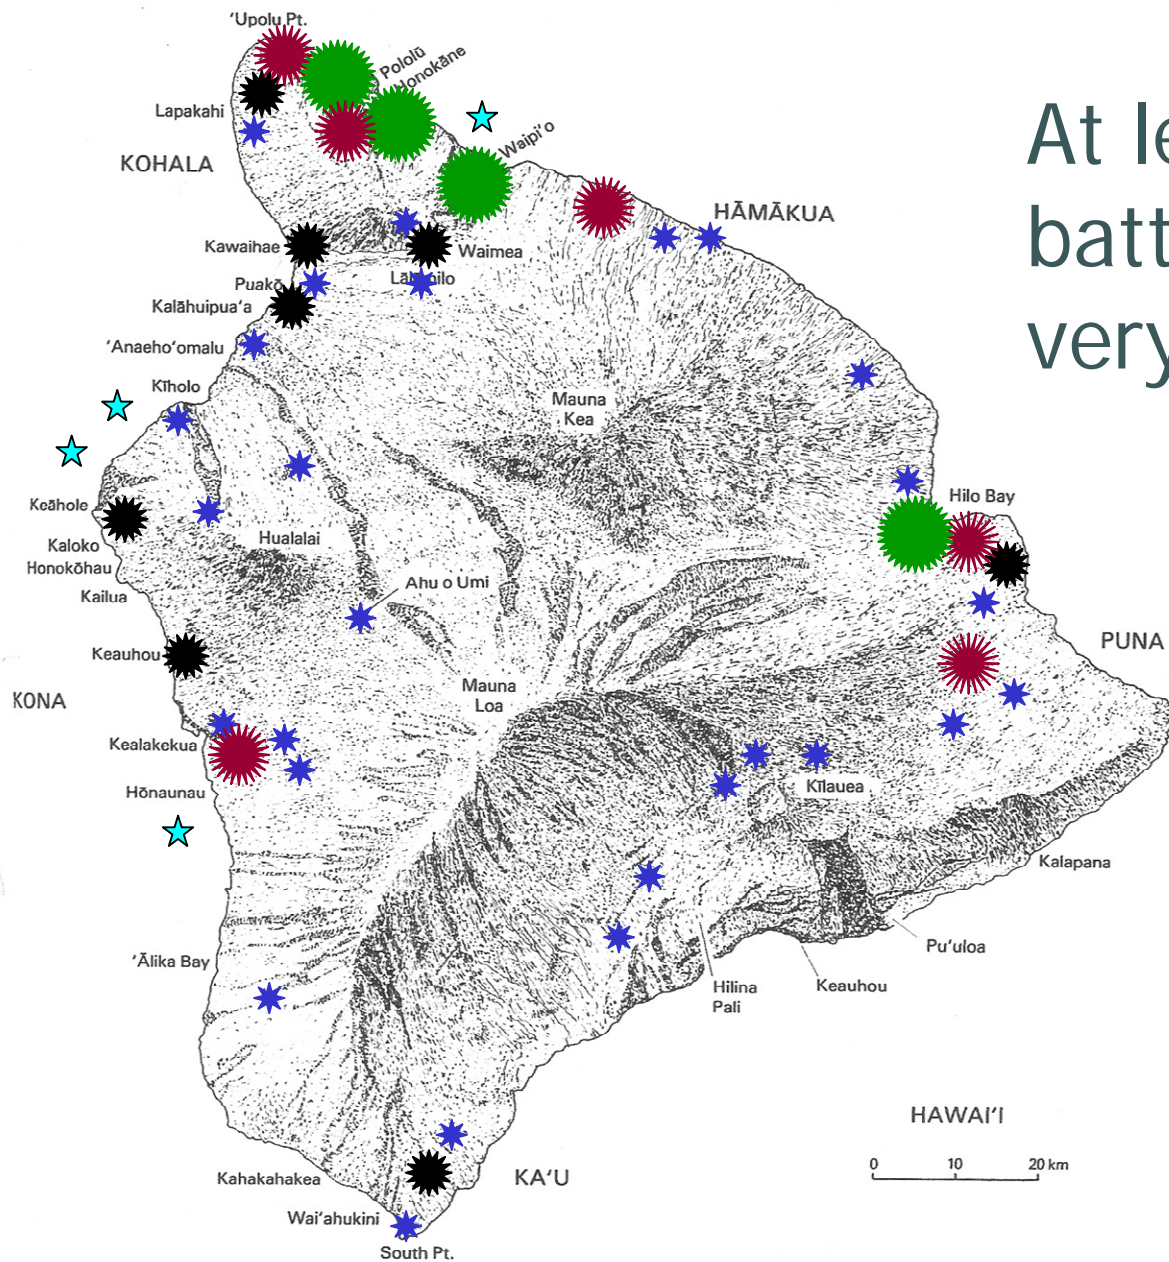 ʻUpolu Pt.
Pololū
Honokāne
Lapakahi
Waipiʻo
KOHALA
HĀMĀKUA
Kawaihae
Waimea
Puakō
Kalāhuipuaʻa
ʻAnaehoʻomalu
Kīholo
Mauna
Kea
Keāhole
Hilo Bay
Hualalai
Kaloko
Honokōhau
Kailua
Ahu o Umi
Keauhou
PUNA
Mauna
Loa
KONA
Kealakekua
Hōnaunau
Kīlauea
Kalapana
ʻĀlika Bay
Puʻuloa
Hilina
Pali
Keauhou
HAWAIʻI
Kahakahakea
KAʻU
0 10 20 km
Waiʻahukini
South Pt.
At
very